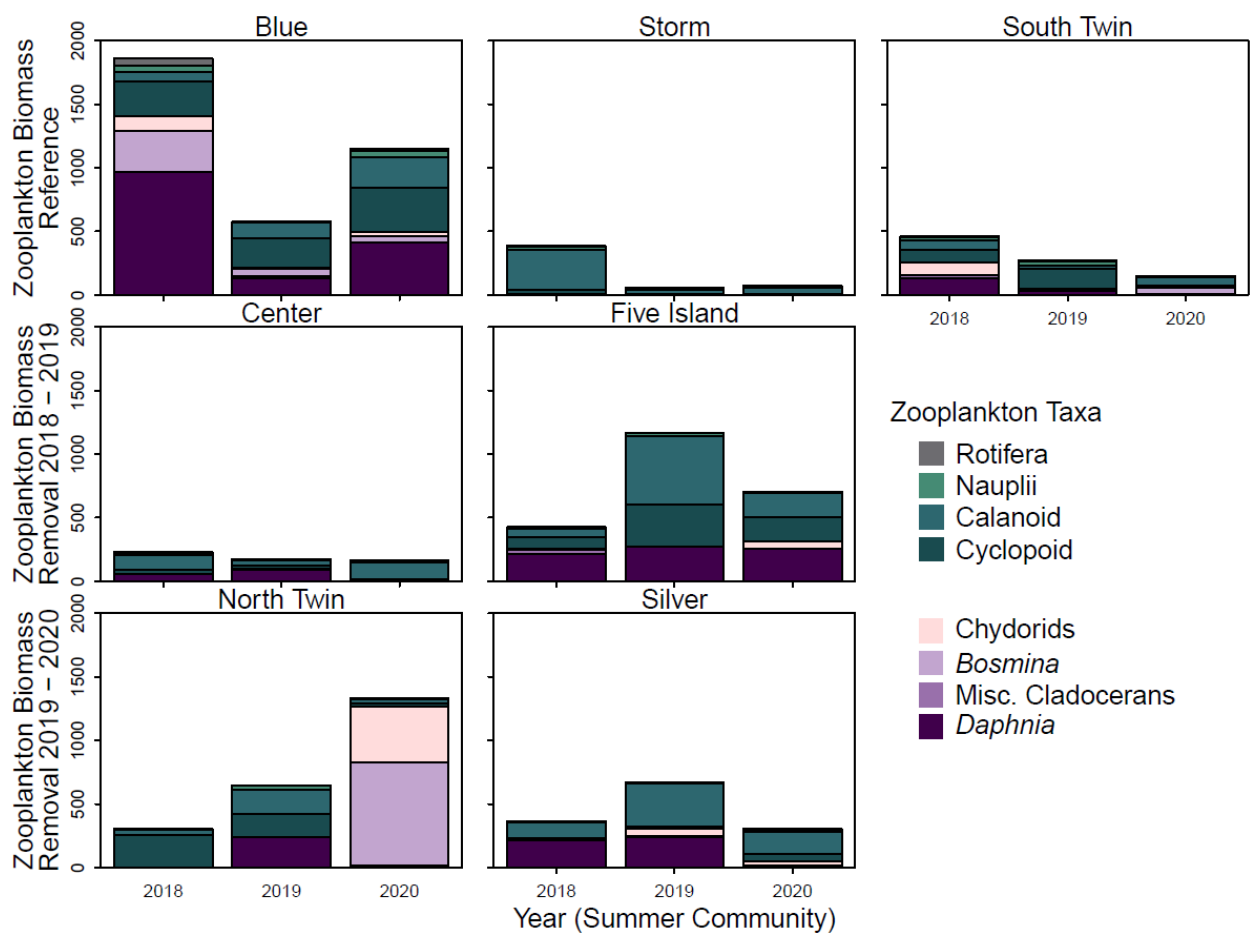 Blue
Storm
South Twin
Zooplankton Biomass
Reference
0
500
1000
1500
2000
2018
2019
2020
Center
Five Island
Zooplankton Biomass
Removal 2018 − 2019
0
500
1000
1500
2000
Zooplankton Taxa
Rotifera
Nauplii
Calanoid
Cyclopoid
Chydorids
Bosmina
Misc. Cladocerans
Daphnia
North Twin
Silver
Zooplankton Biomass
Removal 2019 − 2020
0
500
1000
1500
2000
2018
2019
2020
2018
2019
2020
Year (Summer Community)